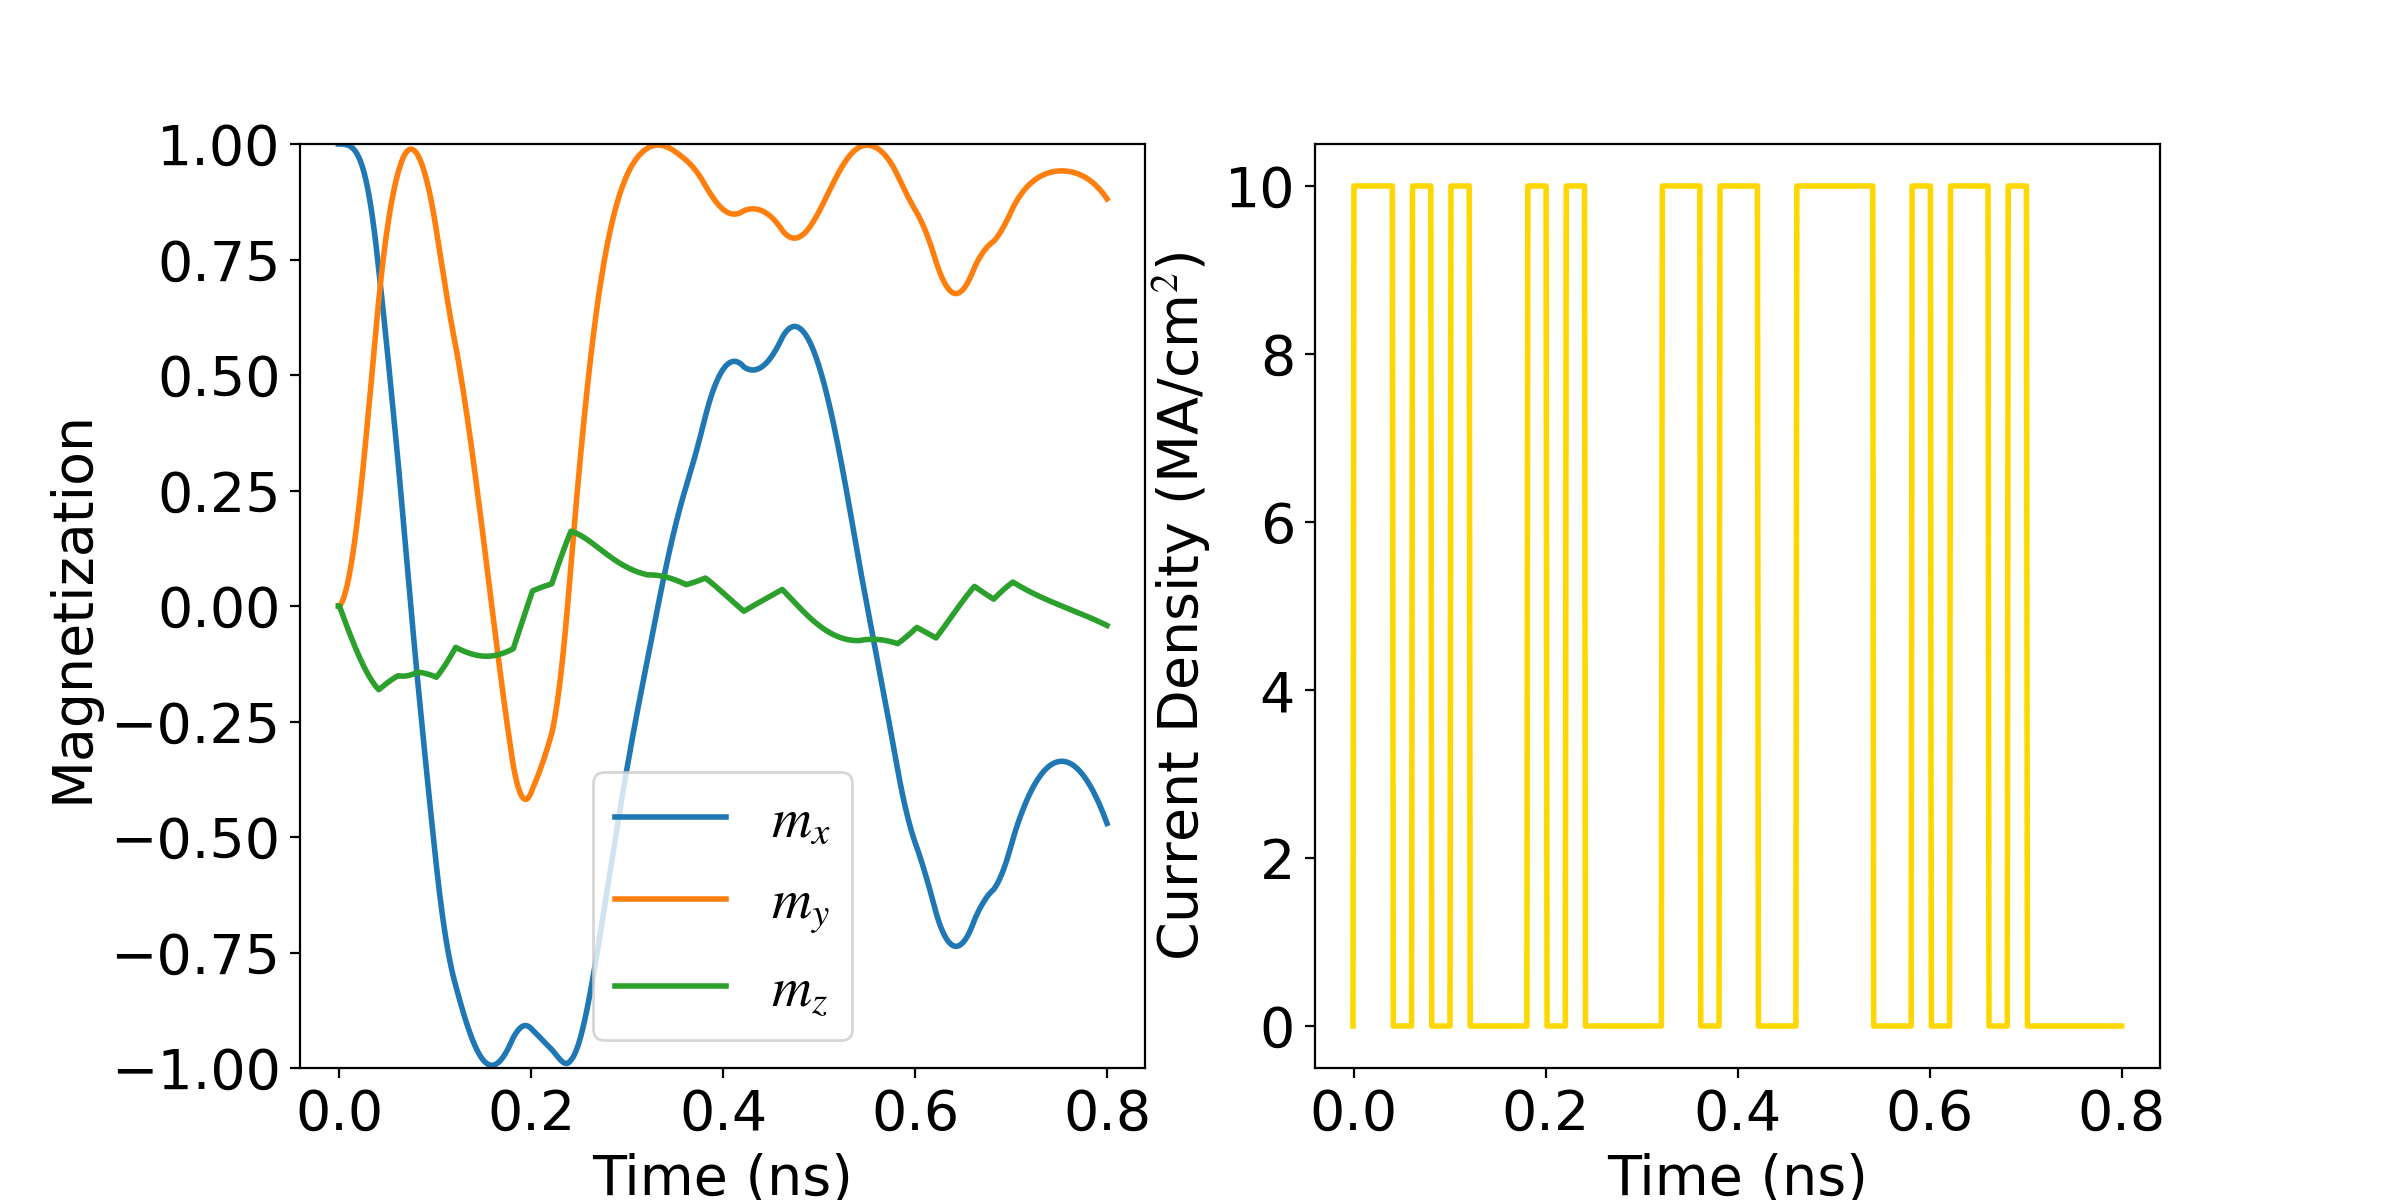 Magnetization
1.00
0.75
0.50
0.25
0.00
−0.25
−0.50
−0.75
−1.00
0.0 0.2 0.4 0.6 0.8
Time (ns)
m_x
m_y
m_z
Current Density (MA/cm²)
10
8
6
4
2
0
0.0 0.2 0.4 0.6 0.8
Time (ns)